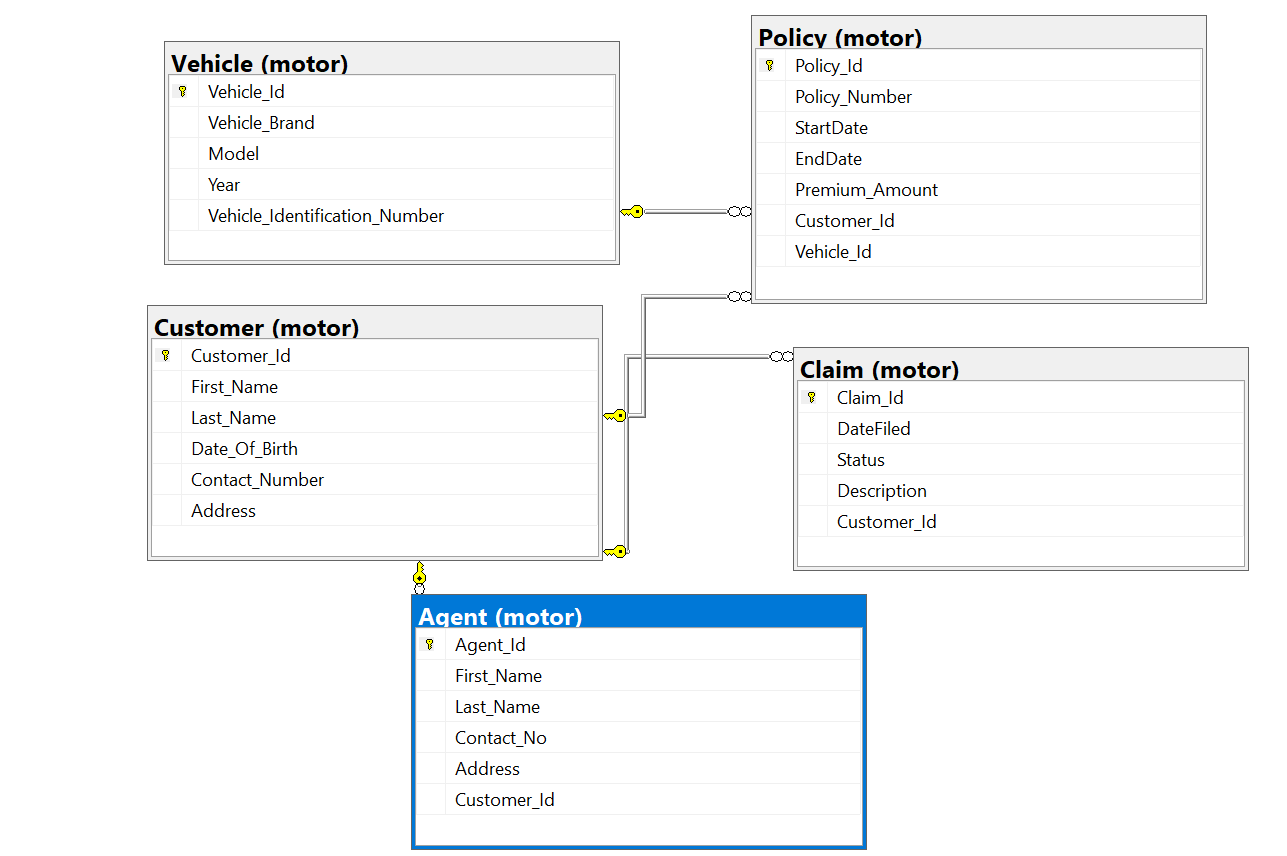 Vehicle (motor)
Vehicle_Id
Vehicle_Brand
Model
Year
Vehicle_Identification_Number
Policy (motor)
Policy_Id
Policy_Number
StartDate
EndDate
Premium_Amount
Customer_Id
Vehicle_Id
Customer (motor)
Customer_Id
First_Name
Last_Name
Date_Of_Birth
Contact_Number
Address
Claim (motor)
Claim_Id
DateFiled
Status
Description
Customer_Id
Agent (motor)
Agent_Id
First_Name
Last_Name
Contact_No
Address
Customer_Id